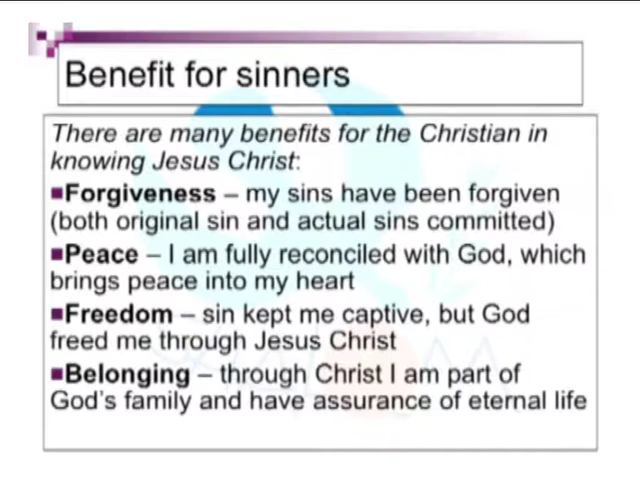 Benefit for sinners
There are many benefits for the Christian in
knowing Jesus Christ:
▪Forgiveness – my sins have been forgiven
(both original sin and actual sins committed)
▪Peace – I am fully reconciled with God, which
brings peace into my heart
▪Freedom – sin kept me captive, but God
freed me through Jesus Christ
▪Belonging – through Christ I am part of
God's family and have assurance of eternal life